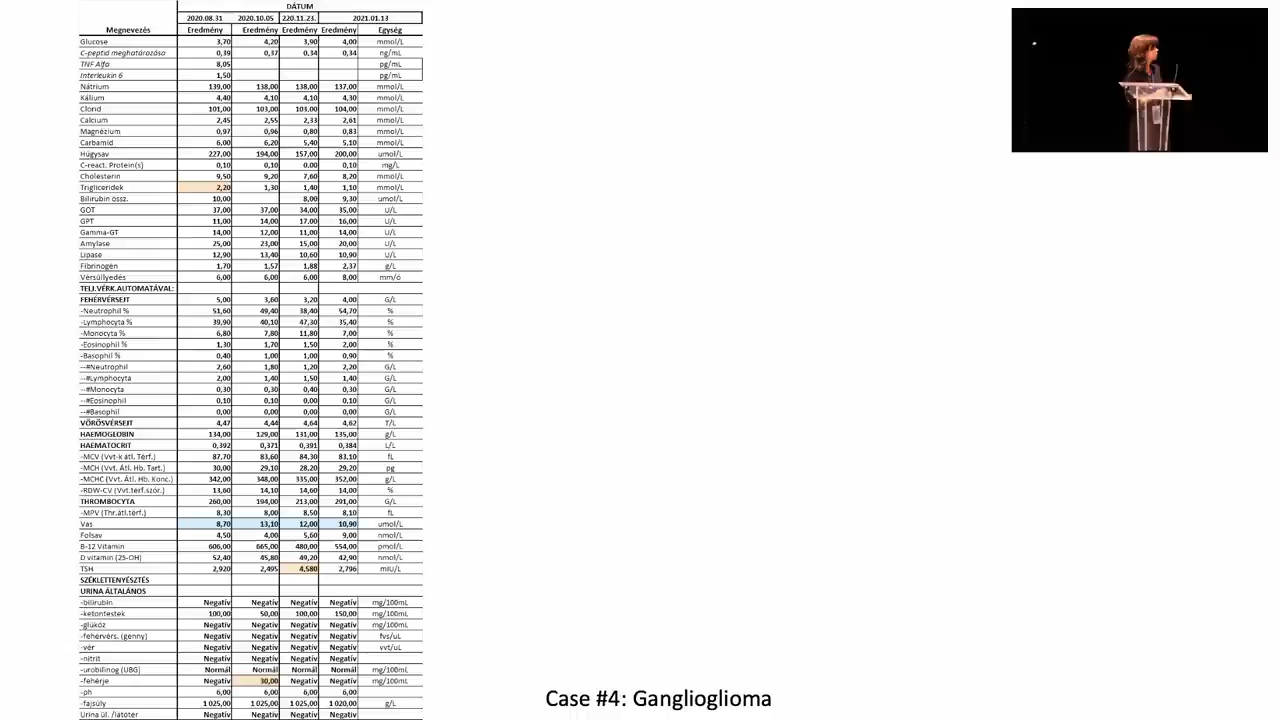 DÁTUM
2020.08.31 2020.10.05 220.11.23. 2021.01.13
Megnevezés Eredmény Eredmény Eredmény Eredmény Egység
Glucose 3,70 4,20 3,90 4,00 mmol/L
C-peptid meghatározása 0,39 0,37 0,34 0,34 ng/mL
TNF Alfa 8,05 pg/mL
Interleukin 6 1,50 pg/mL
Nátrium 139,00 138,00 138,00 137,00 mmol/L
Kálium 4,40 4,10 4,10 4,30 mmol/L
Clorid 101,00 103,00 103,00 104,00 mmol/L
Calcium 2,45 2,55 2,33 2,61 mmol/L
Magnézium 0,97 0,96 0,80 0,83 mmol/L
Carbamid 6,00 6,20 5,40 5,10 mmol/L
Húgysav 227,00 194,00 157,00 200,00 umol/L
C-react. Protein(s) 0,10 0,10 0.00 0,10 mg/L
Cholesterin 9,50 9,20 7,60 8,20 mmol/L
Trigliceridek 2,20 1,30 1,40 1,10 mmol/L
Bilirubin össz. 10,00 8,00 9,30 umol/L
GOT 37,00 37,00 34,00 35,00 U/L
GPT 11,00 14,00 17.00 16,00 U/L
Gamma-GT 14,00 12,00 11,00 14,00 U/L
Amylase 25,00 23,00 15,00 20,00 U/L
Lipase 12,90 13,40 10,60 10,90 U/L
Fibrinogén 1,70 1,57 1,88 2,37 g/L
Vérsüllyedés 6,00 6,00 6,00 8,00 mm/ó
TELJ.VÉRK.AUTOMATÁVAL:
FEHÉRVÉRSEJT 5,00 3,60 3,20 4,00 G/L
-Neutrophil % 51,60 49,40 38,40 54,70 %
-Lymphocyta % 39,90 40,10 47,30 35,40 %
-Monocyta % 6,80 7,80 11,80 7,00 %
-Eosinophil % 1,30 1,70 1,50 2,00 %
-Basophil % 0,40 1,00 1,00 0,90 %
--#Neutrophil 2,60 1,80 1,20 2,20 G/L
--#Lymphocyta 2,00 1,40 1,50 1,40 G/L
--#Monocyta 0,30 0,30 0,40 0,30 G/L
--#Eosinophil 0,10 0,10 0,00 0,10 G/L
--#Basophil 0,00 0,00 0,00 0,00 G/L
VÖRÖSVÉRSEJT 4,47 4,44 4,64 4,62 T/L
HAEMOGLOBIN 134,00 129,00 131,00 135,00 g/L
HAEMATOCRIT 0,392 0,371 0,391 0,384 L/L
-MCV (Vvt-k átl. Térf.) 87,70 83,60 84,30 83,10 fL
-MCH (Vvt. Átl. Hb. Tart.) 30,00 29,10 28,20 29,20 pg
-MCHC (Vvt. Átl. Hb. Konc.) 342,00 348,00 335,00 352,00 g/L
-RDW-CV (Vvt.térf.szór.) 13,60 14,10 14,60 14,00 %
THROMBOCYTA 260,00 194,00 213,00 291,00 G/L
-MPV (Thr.átl.térf.) 8,30 8,00 8,50 8,10 fL
Vas 8,70 13,10 12,00 10,90 umol/L
Folsav 4,50 4,00 5,60 9,00 nmol/L
B-12 Vitamin 606,00 665,00 480,00 554,00 pmol/L
D vitamin (25-OH) 52,40 45,80 49,20 42,90 nmol/L
TSH 2,920 2,495 4,580 2,796 mIU/L
SZÉKLETTENYÉSZTÉS
URINA ÁLTALÁNOS
-bilirubin Negatív Negatív Negatív Negatív mg/100mL
-ketontestek 100,00 50,00 100,00 150,00 mg/100mL
-glükóz Negatív Negatív Negatív Negatív mg/100mL
-fehérvérs. (genny) Negatív Negatív Negatív Negatív fvs/uL
-vér Negatív Negatív Negatív Negatív vvt/uL
-nitrit Negatív Negatív Negatív Negatív
-urobilinog (UBG) Normál Normál Normál Normál mg/100mL
-fehérje Negatív 30,00 Negatív Negatív mg/100mL
-ph 6,00 6,00 6,00 6,00
-fajsúly 1 025,00 1 025,00 1 025,00 1 020,00 g/L
Urina ül. /látótér Negatív Negatív Negatív Negatív
Case #4: Ganglioglioma